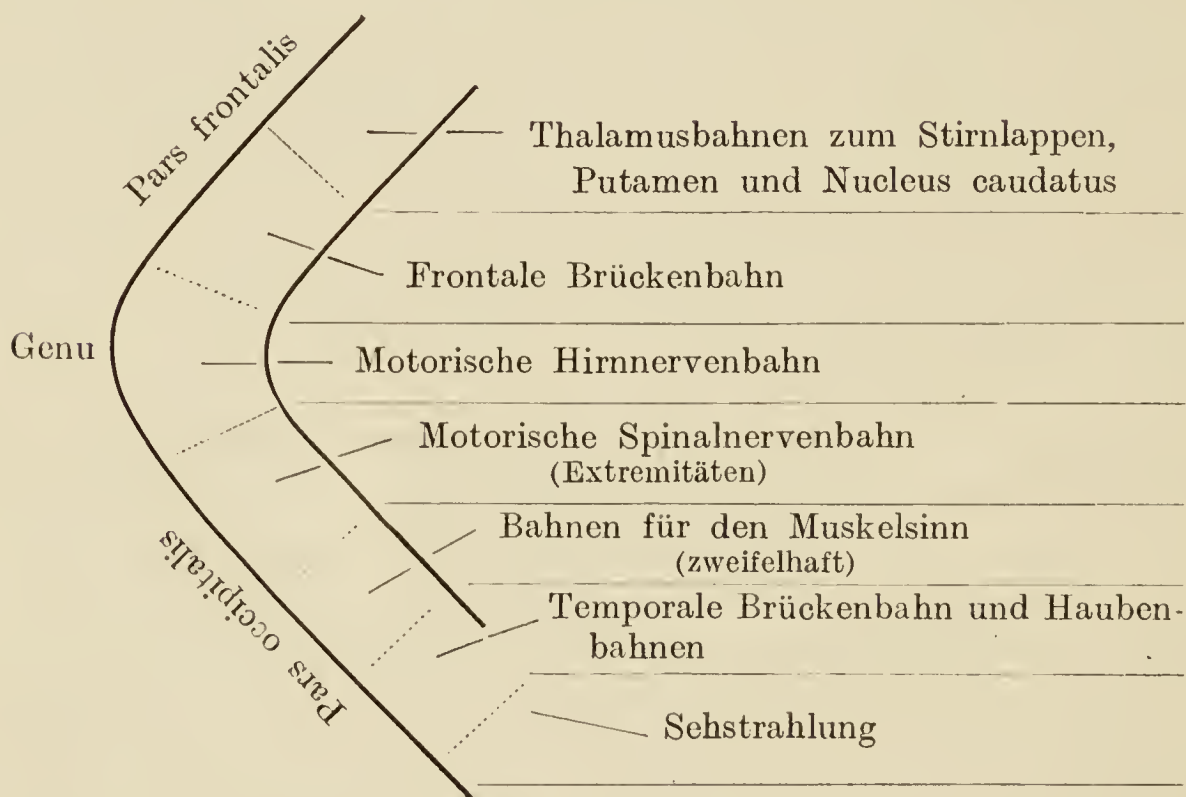 Pars frontalis
Thalamusbahnen zum Stirnlappen,
Putamen und Nucleus caudatus
Frontale Brückenbahn
Genu
Motorische Hirnnervenbahn
Motorische Spinalnervenbahn
(Extremitäten)
Bahnen für den Muskelsinn
(zweifelhaft)
Pars occipitalis
Temporale Brückenbahn und Hauben-
bahnen
Sehstrahlung